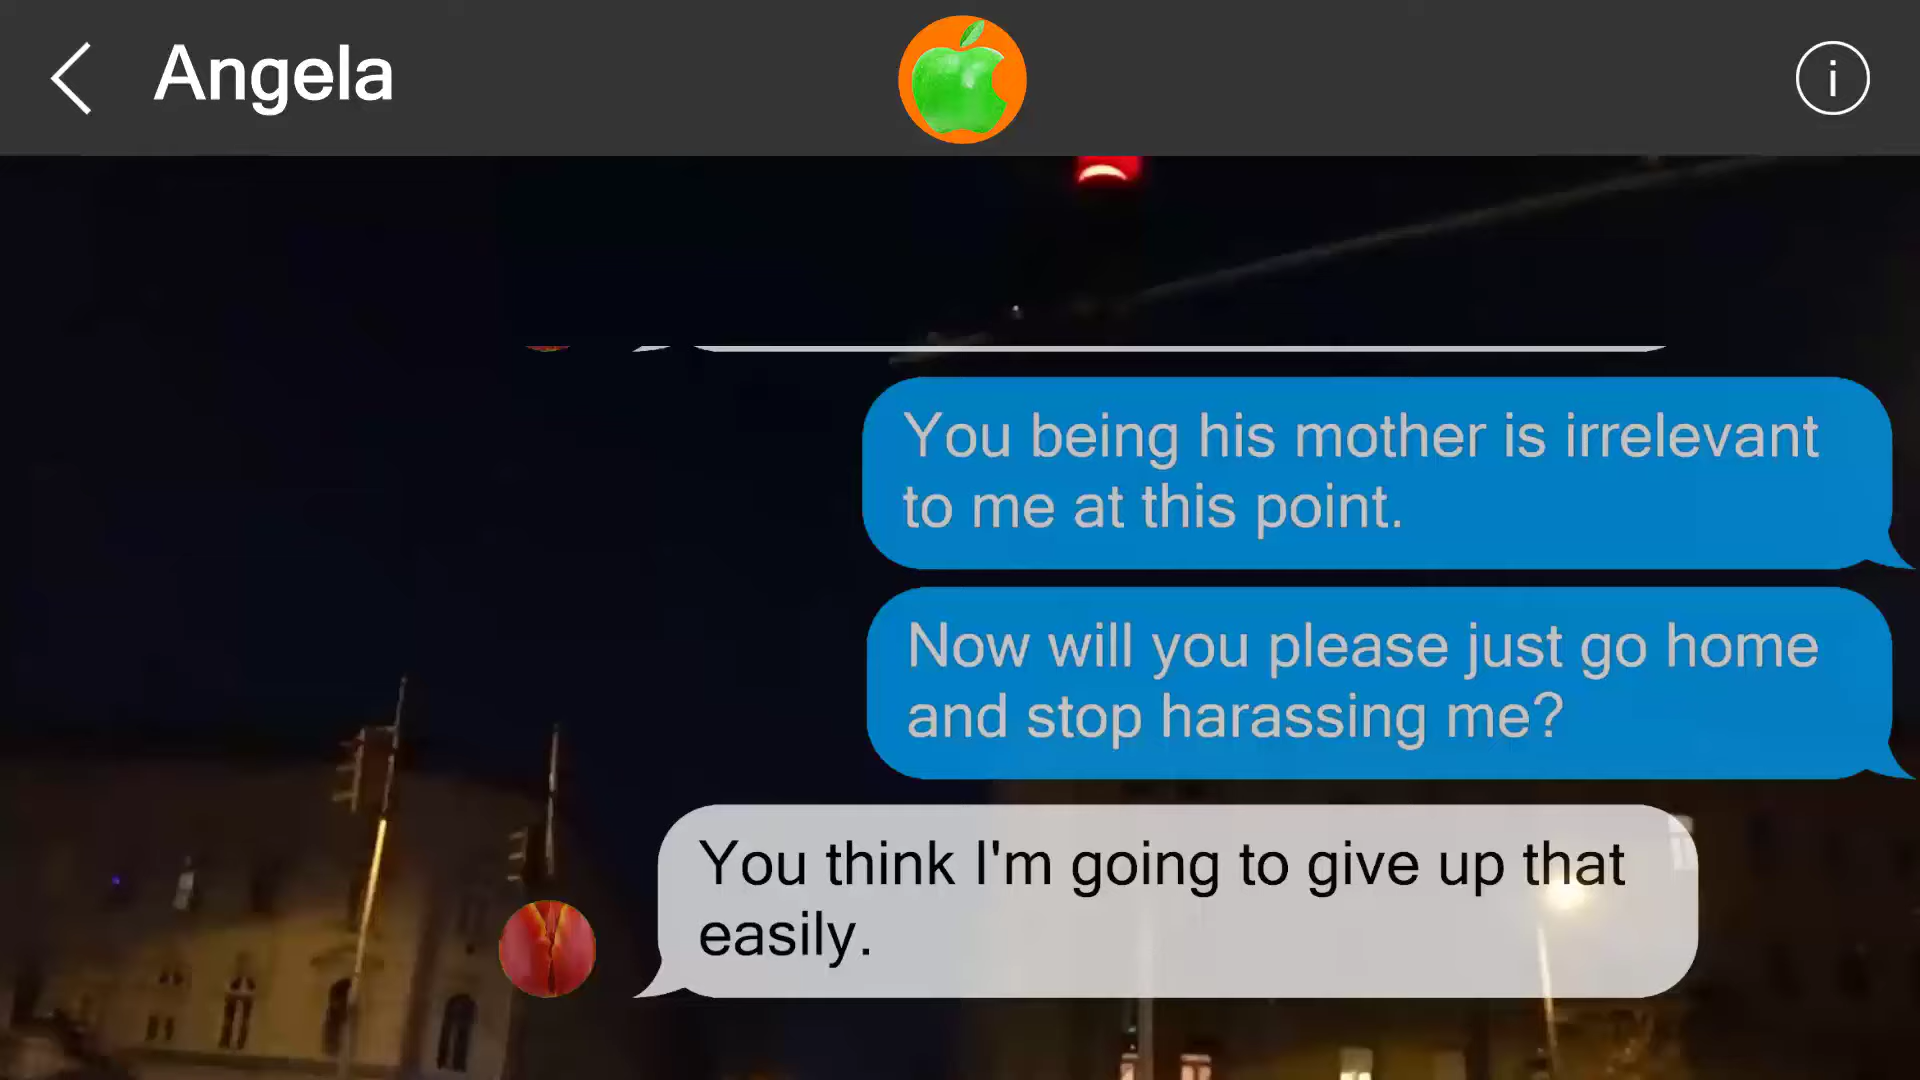 Angela
You being his mother is irrelevant
to me at this point.
Now will you please just go home
and stop harassing me?
You think I'm going to give up that
easily.